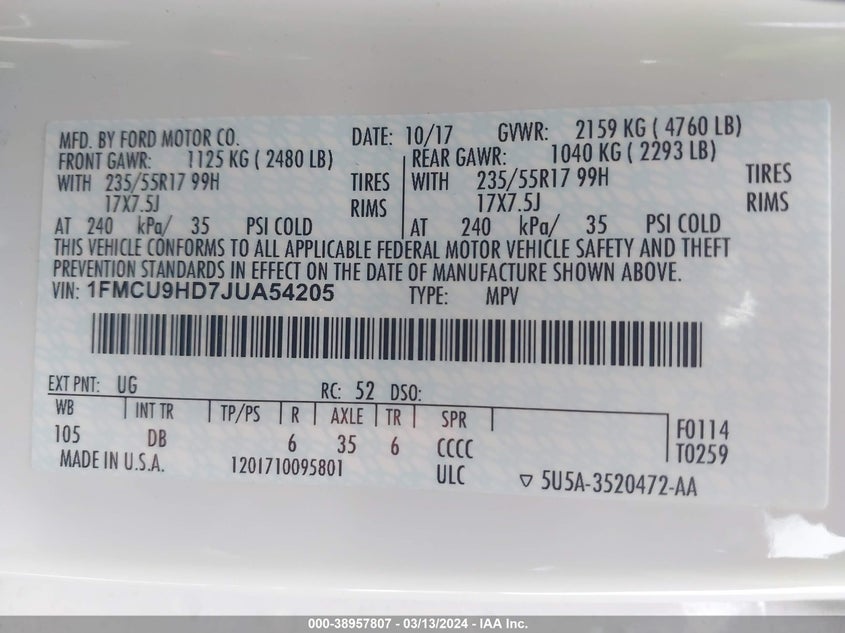 MFD. BY FORD MOTOR CO. DATE: 10/17 GVWR: 2159 KG ( 4760 LB)
FRONT GAWR: 1125 KG ( 2480 LB) REAR GAWR: 1040 KG ( 2293 LB)
WITH 235/55R17 99H TIRES WITH 235/55R17 99H TIRES
17X7.5J RIMS 17X7.5J RIMS
AT 240 kPa/ 35 PSI COLD AT 240 kPa/ 35 PSI COLD
THIS VEHICLE CONFORMS TO ALL APPLICABLE FEDERAL MOTOR VEHICLE SAFETY AND THEFT
PREVENTION STANDARDS IN EFFECT ON THE DATE OF MANUFACTURE SHOWN ABOVE.
VIN: 1FMCU9HD7JUA54205 TYPE: MPV
EXT PNT: UG RC: 52 DSO:
WB INT TR TP/PS R AXLE TR SPR F0114
105 DB 6 35 6 CCCC T0259
MADE IN U.S.A. 1201710095801 ULC ▽ 5U5A-3520472-AA
000-38957807 - 03/13/2024 - IAA Inc.